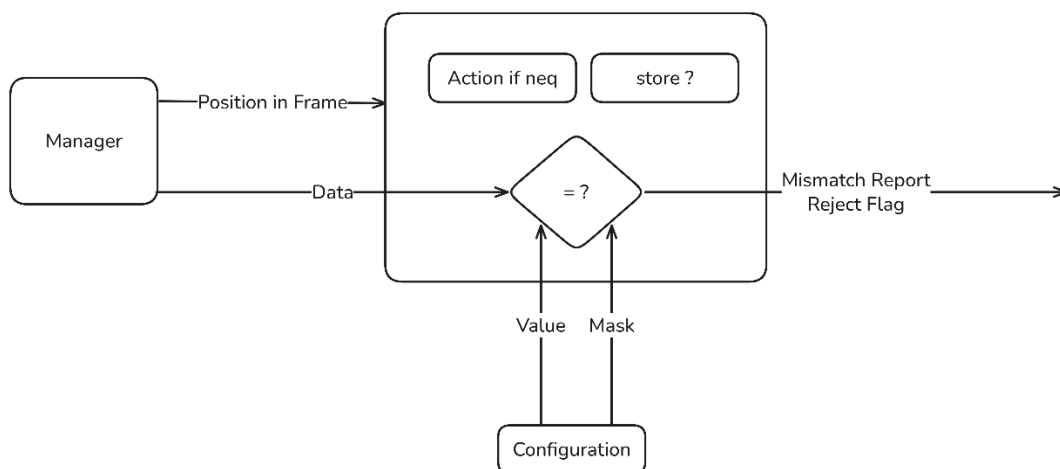 Action if neq
store ?
Position in Frame
Manager
Data
= ?
Mismatch Report
Reject Flag
Value
Mask
Configuration